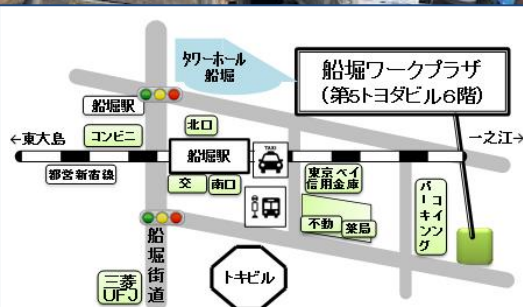 タワーホール
船堀
船堀ワークプラザ
(第5トヨダビル6階)
船堀駅
北口
←東大島
コンビニ
船堀駅
TAXI
一之江→
都営新宿線
交
南口
東京ベイ
信用金庫
コイン
パーキング
不動
薬局
船堀街道
三菱
UFJ
トキビル